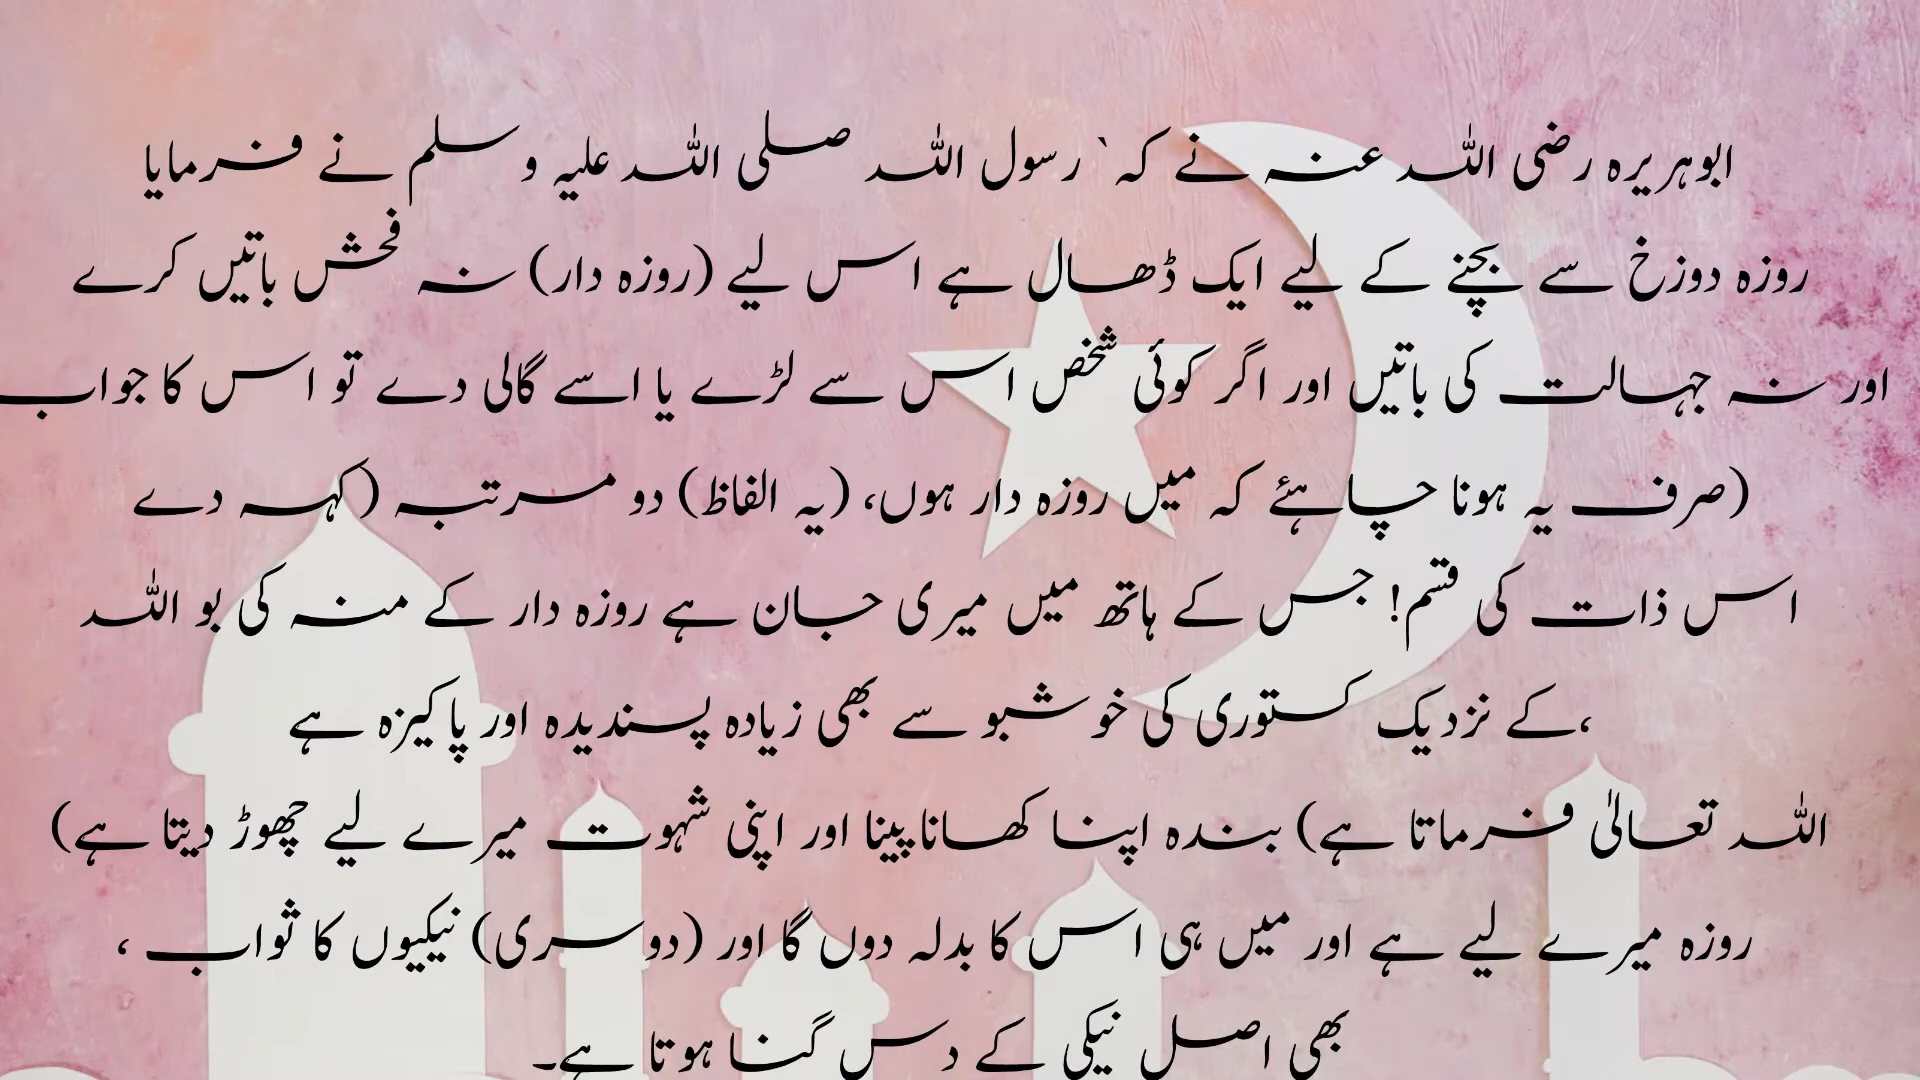 ابوہریرہ رضی اللہ عنہ نے کہ` رسول اللہ صلی اللہ علیہ و سلم نے فرمایا
روزہ دوزخ سے بچنے کے لیے ایک ڈھال ہے اس لیے (روزہ دار) نہ فحش باتیں کرے
اور نہ جہالت کی باتیں اور اگر کوئی شخص اس سے لڑے یا اسے گالی دے تو اس کا جواب
(صرف یہ ہونا چاہئے کہ میں روزہ دار ہوں، (یہ الفاظ) دو مرتبہ (کہہ دے
اس ذات کی قسم! جس کے ہاتھ میں میری جان ہے روزہ دار کے منہ کی بو اللہ
،کے نزدیک کستوری کی خوشبو سے بھی زیادہ پسندیدہ اور پاکیزہ ہے
اللہ تعالیٰ فرماتا ہے) بندہ اپنا کھاناپینا اور اپنی شہوت میرے لیے چھوڑ دیتا ہے)
روزہ میرے لیے ہے اور میں ہی اس کا بدلہ دوں گا اور (دوسری) نیکیوں کا ثواب ،
بھی اصل نیکی کے دس گنا ہوتا ہے۔